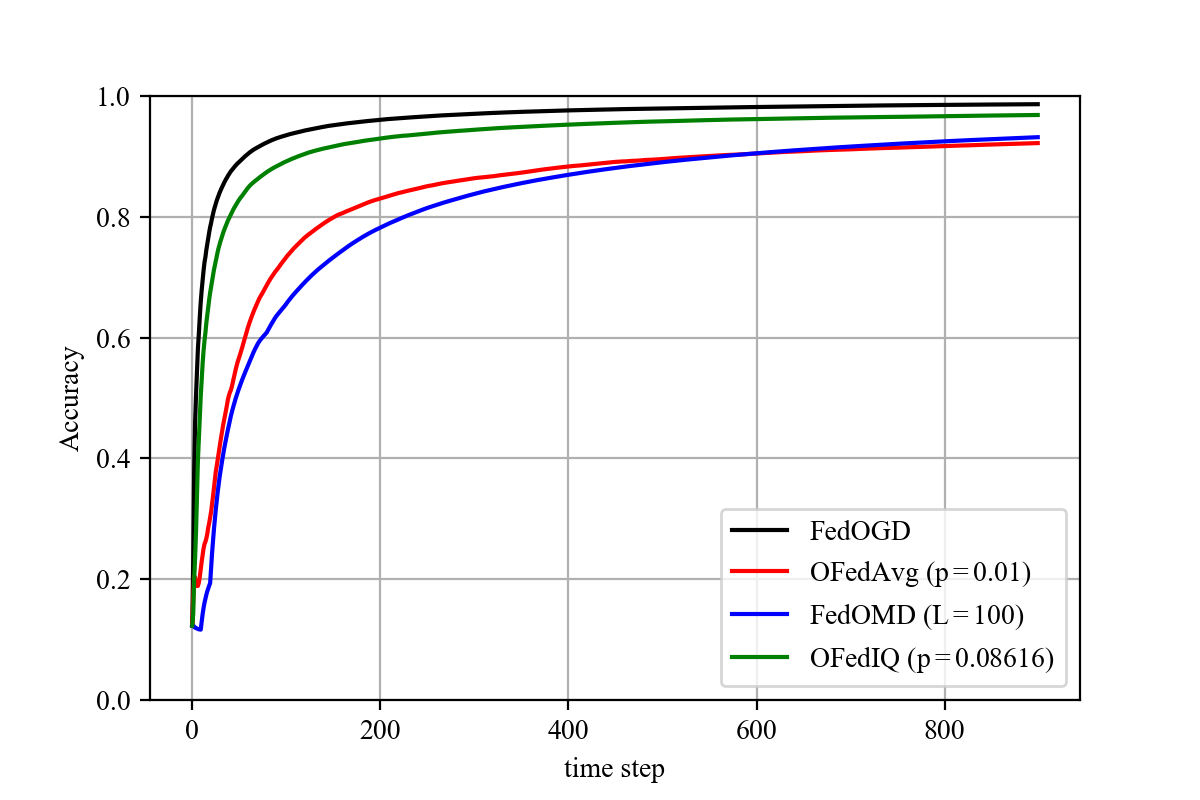 1.0
0.8
0.6
0.4
0.2
0.0
Accuracy
0 200 400 600 800
time step
FedOGD
OFedAvg (p = 0.01)
FedOMD (L = 100)
OFedIQ (p = 0.08616)